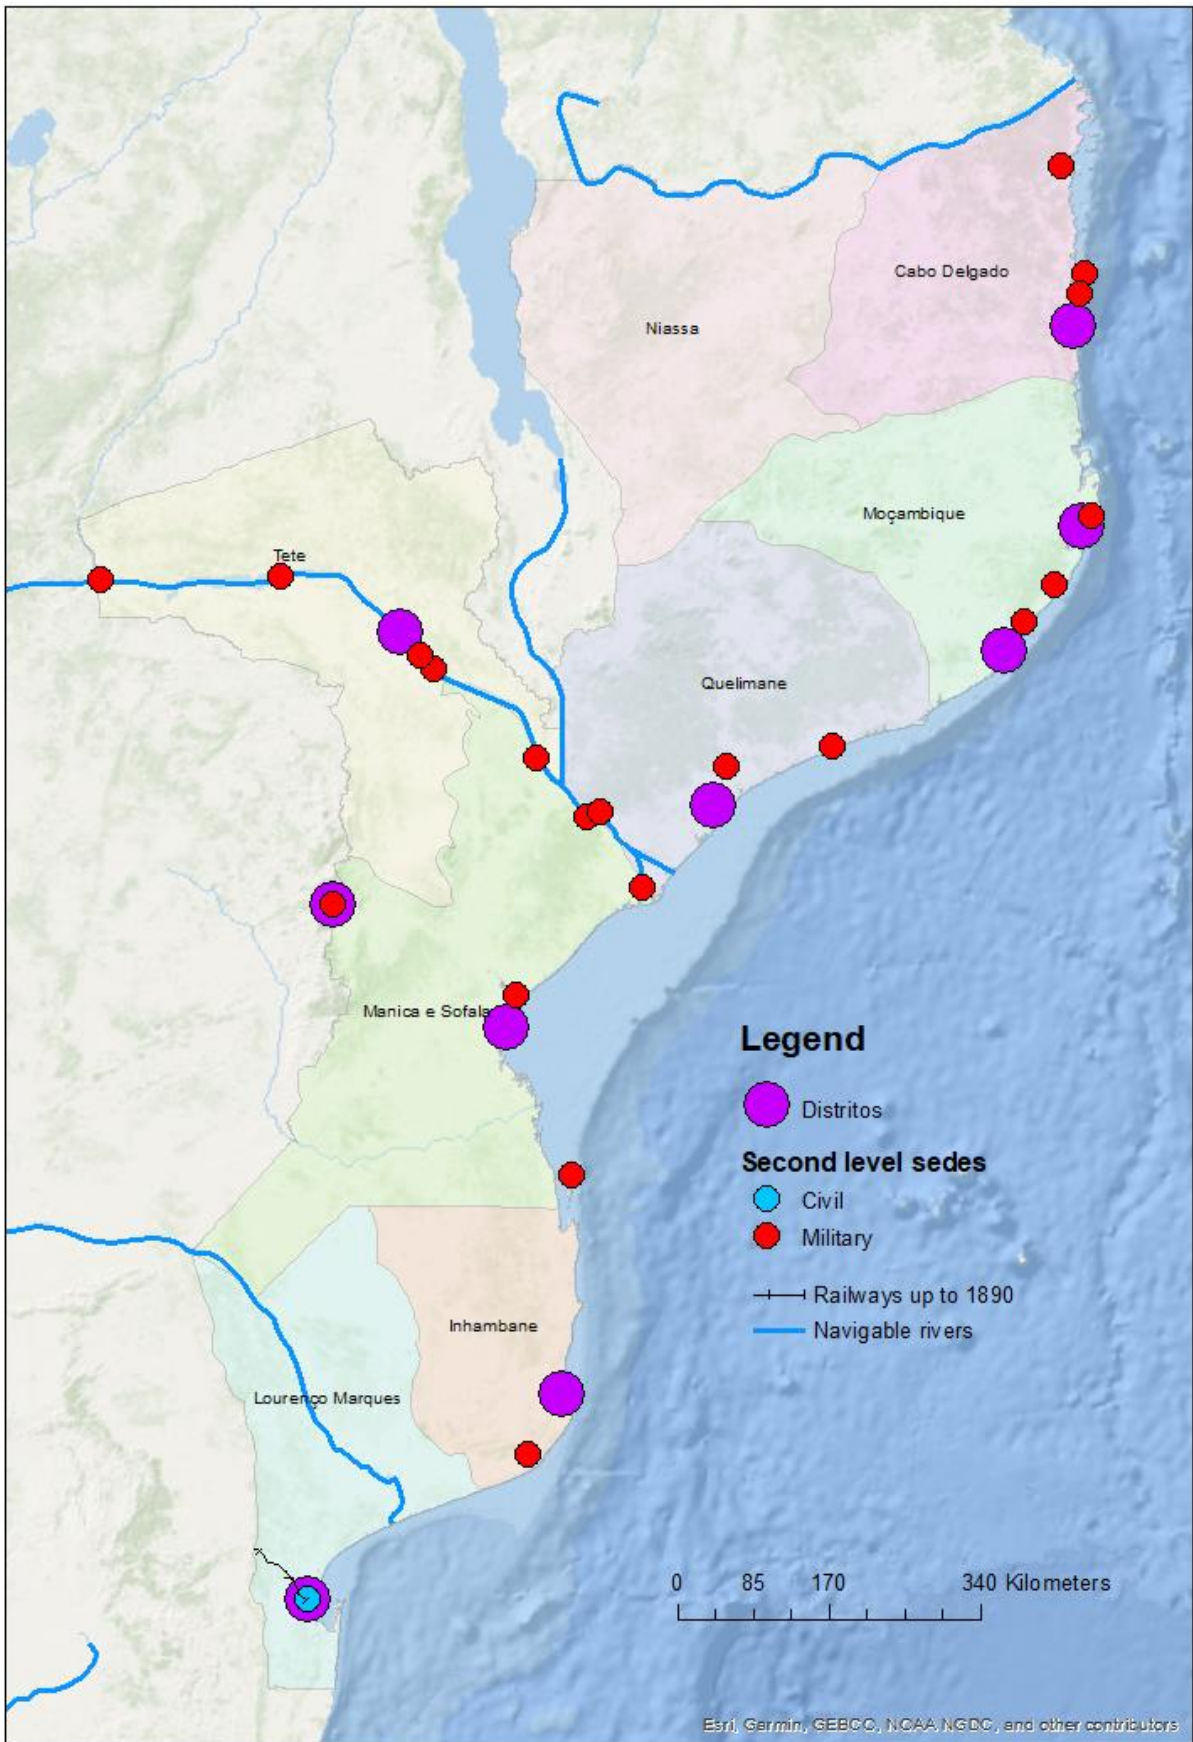 Cabo Delgado
Niassa
Moçambique
Tete
Quelimane
Manica e Sofala
Legend
Distritos
Second level sedes
Civil
Military
Railways up to 1890
Navigable rivers
Inhambane
Lourenço Marques
0 85 170 340 Kilometers
Esri, Garmin, GEBCO, NOAA NGDC, and other contributors